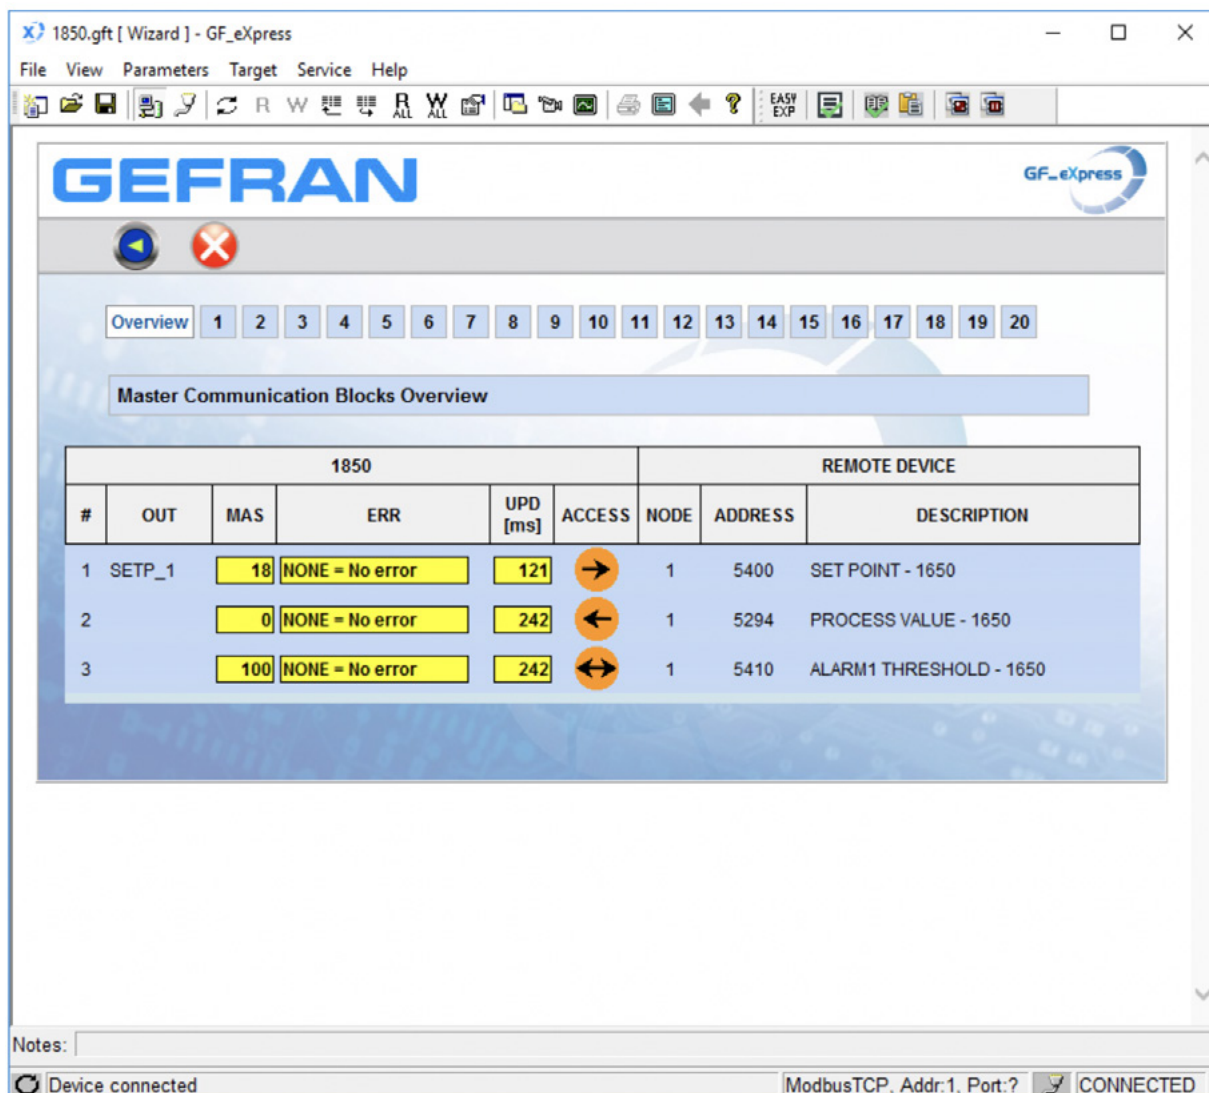 1850.gft [ Wizard ] - GF_eXpress
File View Parameters Target Service Help
R W R ALL W ALL ? EASY EXP
GEFRAN
GF_eXpress
Overview 1 2 3 4 5 6 7 8 9 10 11 12 13 14 15 16 17 18 19 20
Master Communication Blocks Overview
1850 REMOTE DEVICE
# OUT MAS ERR UPD [ms] ACCESS NODE ADDRESS DESCRIPTION
1 SETP_1 18 NONE = No error 121 1 5400 SET POINT - 1650
2 0 NONE = No error 242 1 5294 PROCESS VALUE - 1650
3 100 NONE = No error 242 1 5410 ALARM1 THRESHOLD - 1650
Notes:
Device connected ModbusTCP, Addr:1, Port:? CONNECTED